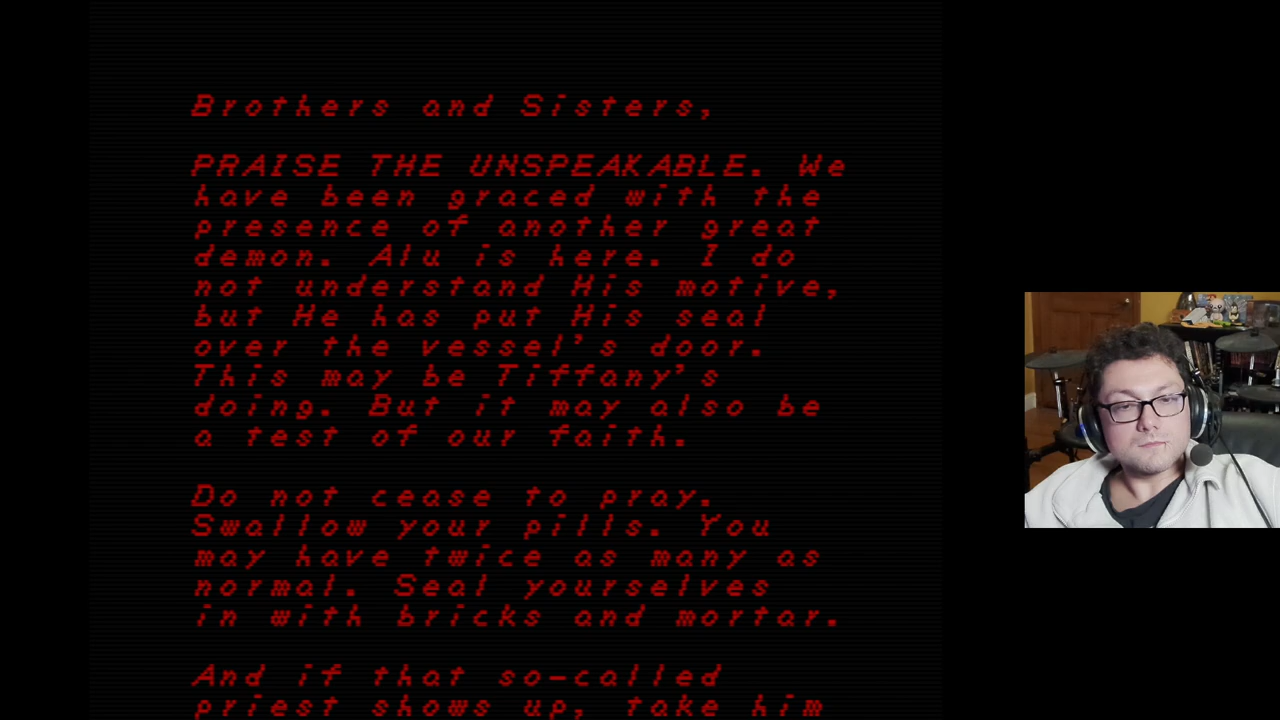 Brothers and Sisters,
PRAISE THE UNSPEAKABLE. We
have been graced with the
presence of another great
demon. Alu is here. I do
not understand His motive,
but He has put His seal
over the vessel's door.
This may be Tiffany's
doing. But it may also be
a test of our faith.
Do not cease to pray.
Swallow your pills. You
may have twice as many as
normal. Seal yourselves
in with bricks and mortar.
And if that so-called
priest shows up, take him